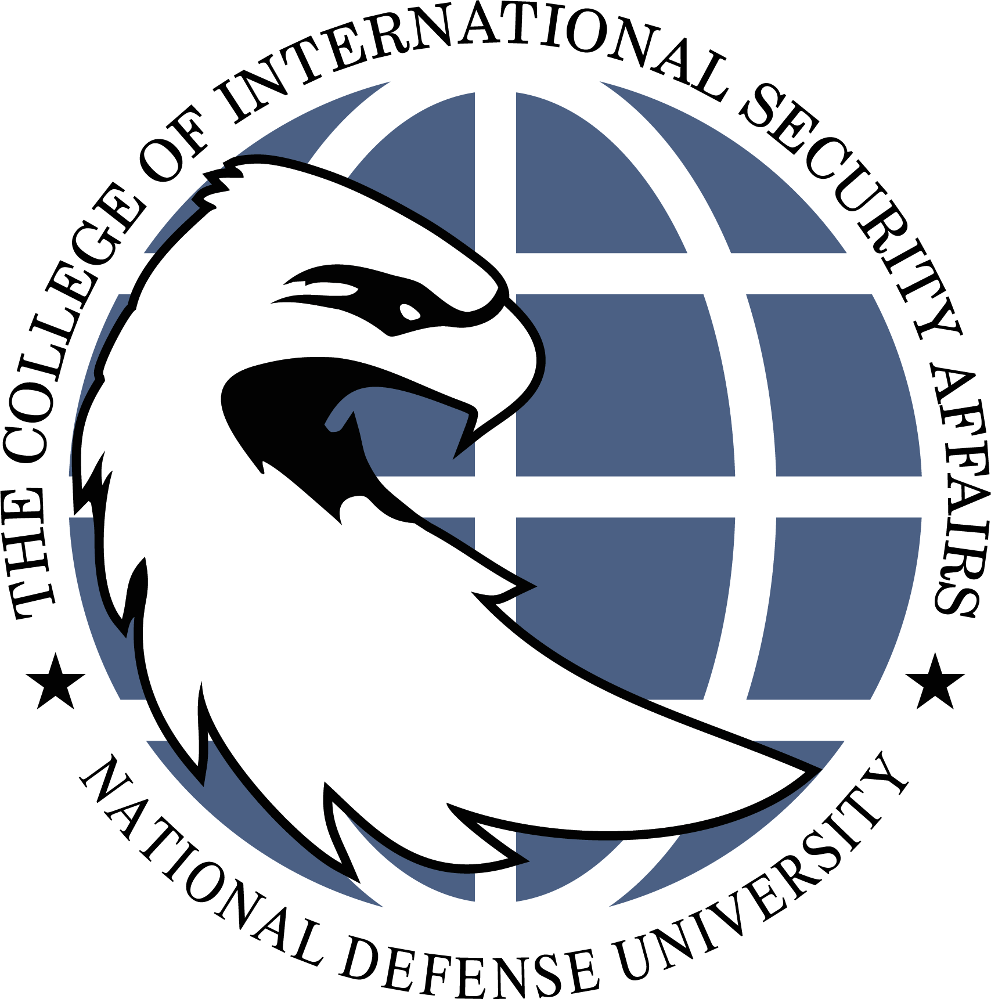 THE COLLEGE OF INTERNATIONAL SECURITY AFFAIRS
NATIONAL DEFENSE UNIVERSITY